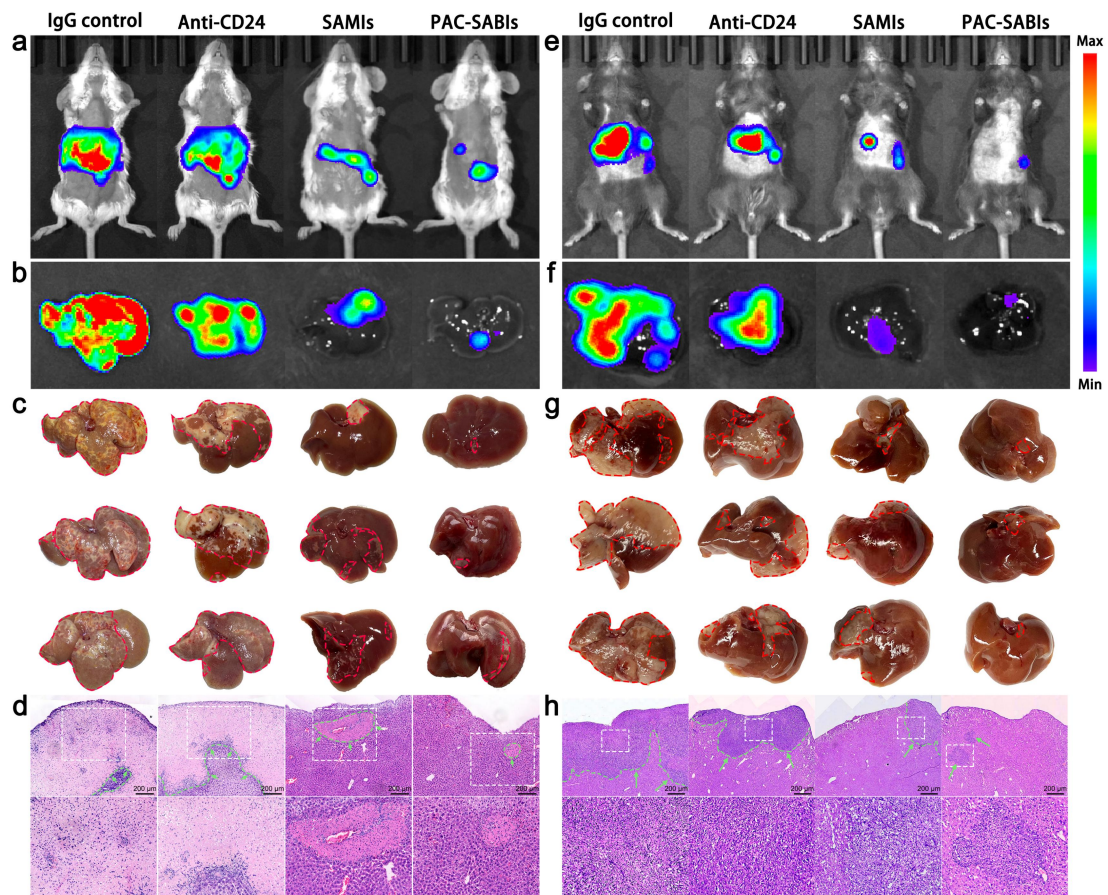 IgG control Anti-CD24 SAMIs PAC-SABIs IgG control Anti-CD24 SAMIs PAC-SABIs
a e Max
b f
Min
c g
d h
200 μm 200 μm 200 μm 200 μm 200 μm 200 μm 200 μm 200 μm